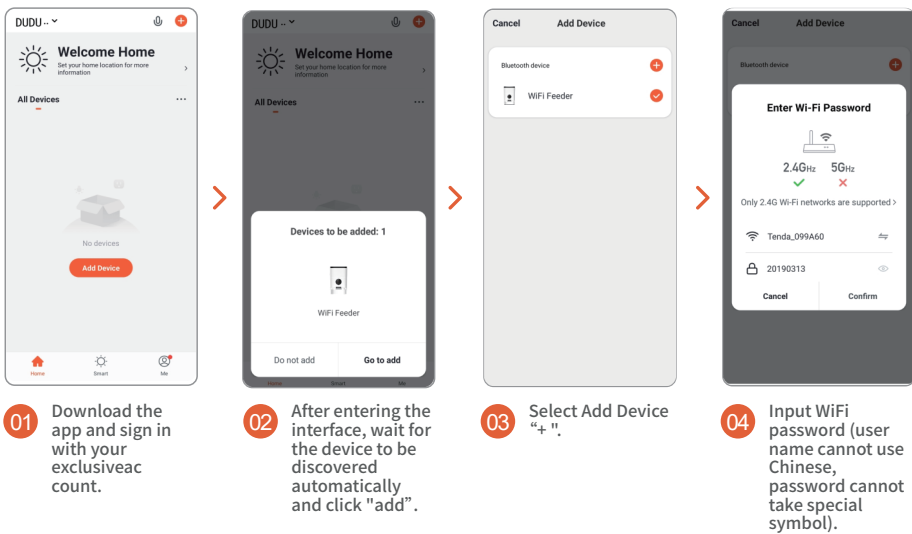 DUDU .. ˇ
Welcome Home
Set your home location for more
information
All Devices
...
No devices
Add Device
Home
Smart
Me
DUDU .. ˇ
Welcome Home
Set your home location for more
information
All Devices
...
Devices to be added: 1
WiFi Feeder
Do not add
Go to add
Home
Smart
Me
Cancel
Add Device
Bluetooth device
WiFi Feeder
Cancel
Add Device
Bluetooth device
Enter Wi-Fi Password
2.4GHz
5GHz
Only 2.4G Wi-Fi networks are supported >
Tenda_099A60
20190313
Cancel
Confirm
01
Download the
app and sign in
with your
exclusiveac
count.
02
After entering the
interface, wait for
the device to be
discovered
automatically
and click "add”.
03
Select Add Device
“+ ".
04
Input WiFi
password (user
name cannot use
Chinese,
password cannot
take special
symbol).